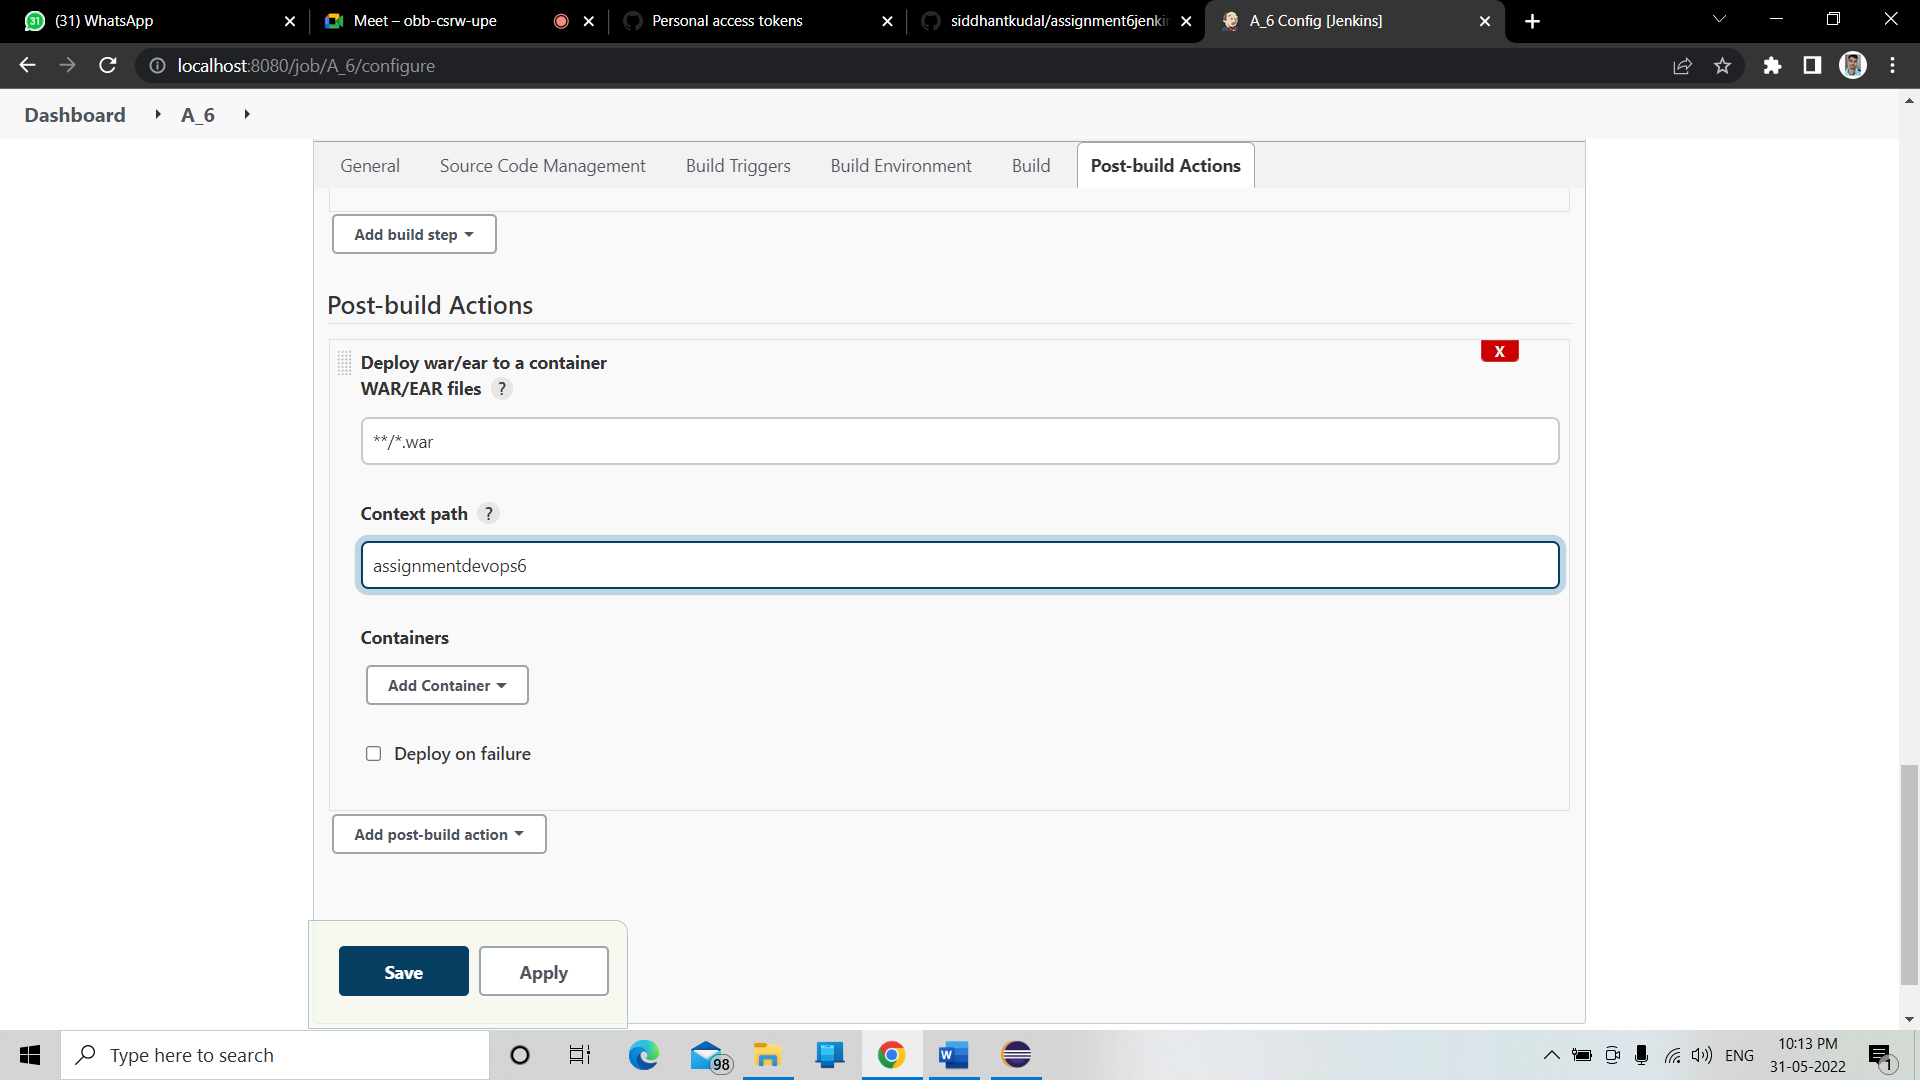 (31) WhatsApp
Meet – obb-csrw-upe
Personal access tokens
siddhantkudal/assignment6jenkin
A_6 Config [Jenkins]
localhost:8080/job/A_6/configure
Dashboard
A_6
General
Source Code Management
Build Triggers
Build Environment
Build
Post-build Actions
Add build step
Post-build Actions
Deploy war/ear to a container
X
WAR/EAR files ?
**/*.war
Context path ?
assignmentdevops6
Containers
Add Container
Deploy on failure
Add post-build action
Save
Apply
Type here to search
98
ENG
10:13 PM
31-05-2022
1